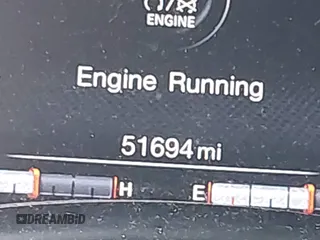 ENGINE
Engine Running
51694 mi
H E
DREAMBID